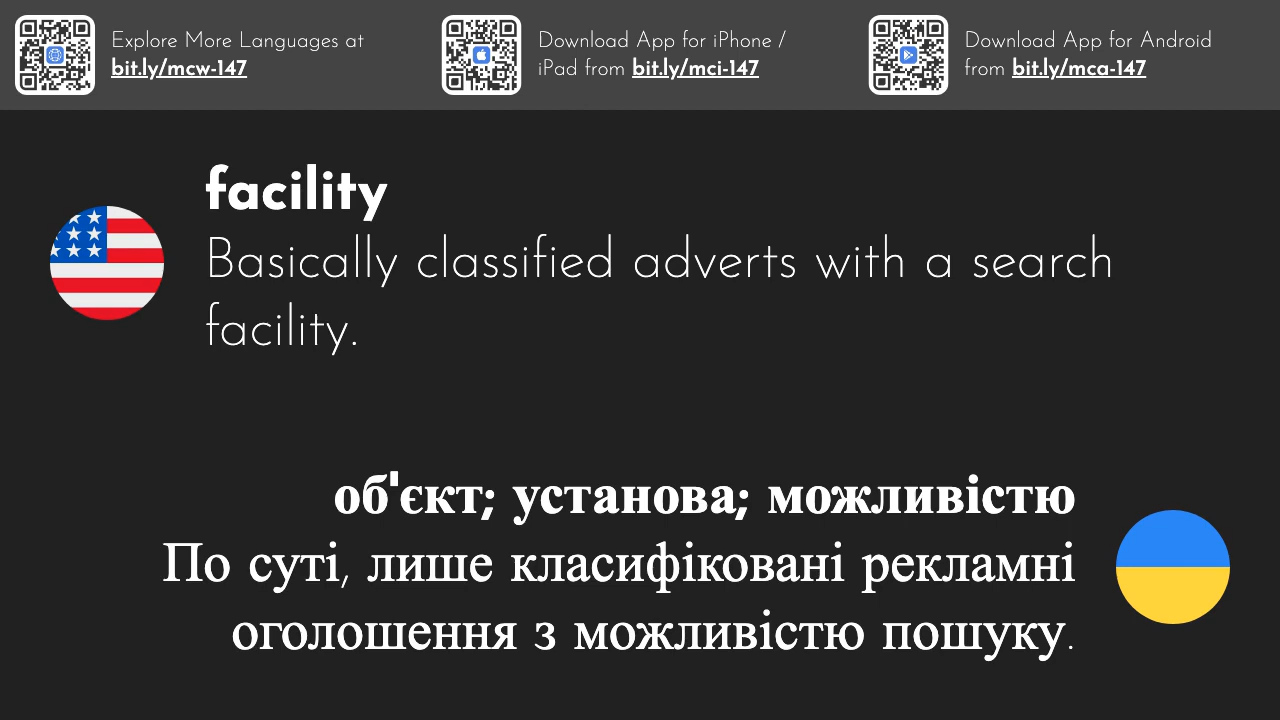 Explore More Languages at
bit.ly/mcw-147
Download App for iPhone /
iPad from bit.ly/mci-147
Download App for Android
from bit.ly/mca-147
facility
Basically classified adverts with a search
facility.
об'єкт; установа; можливістю
По суті, лише класифіковані рекламні
оголошення з можливістю пошуку.